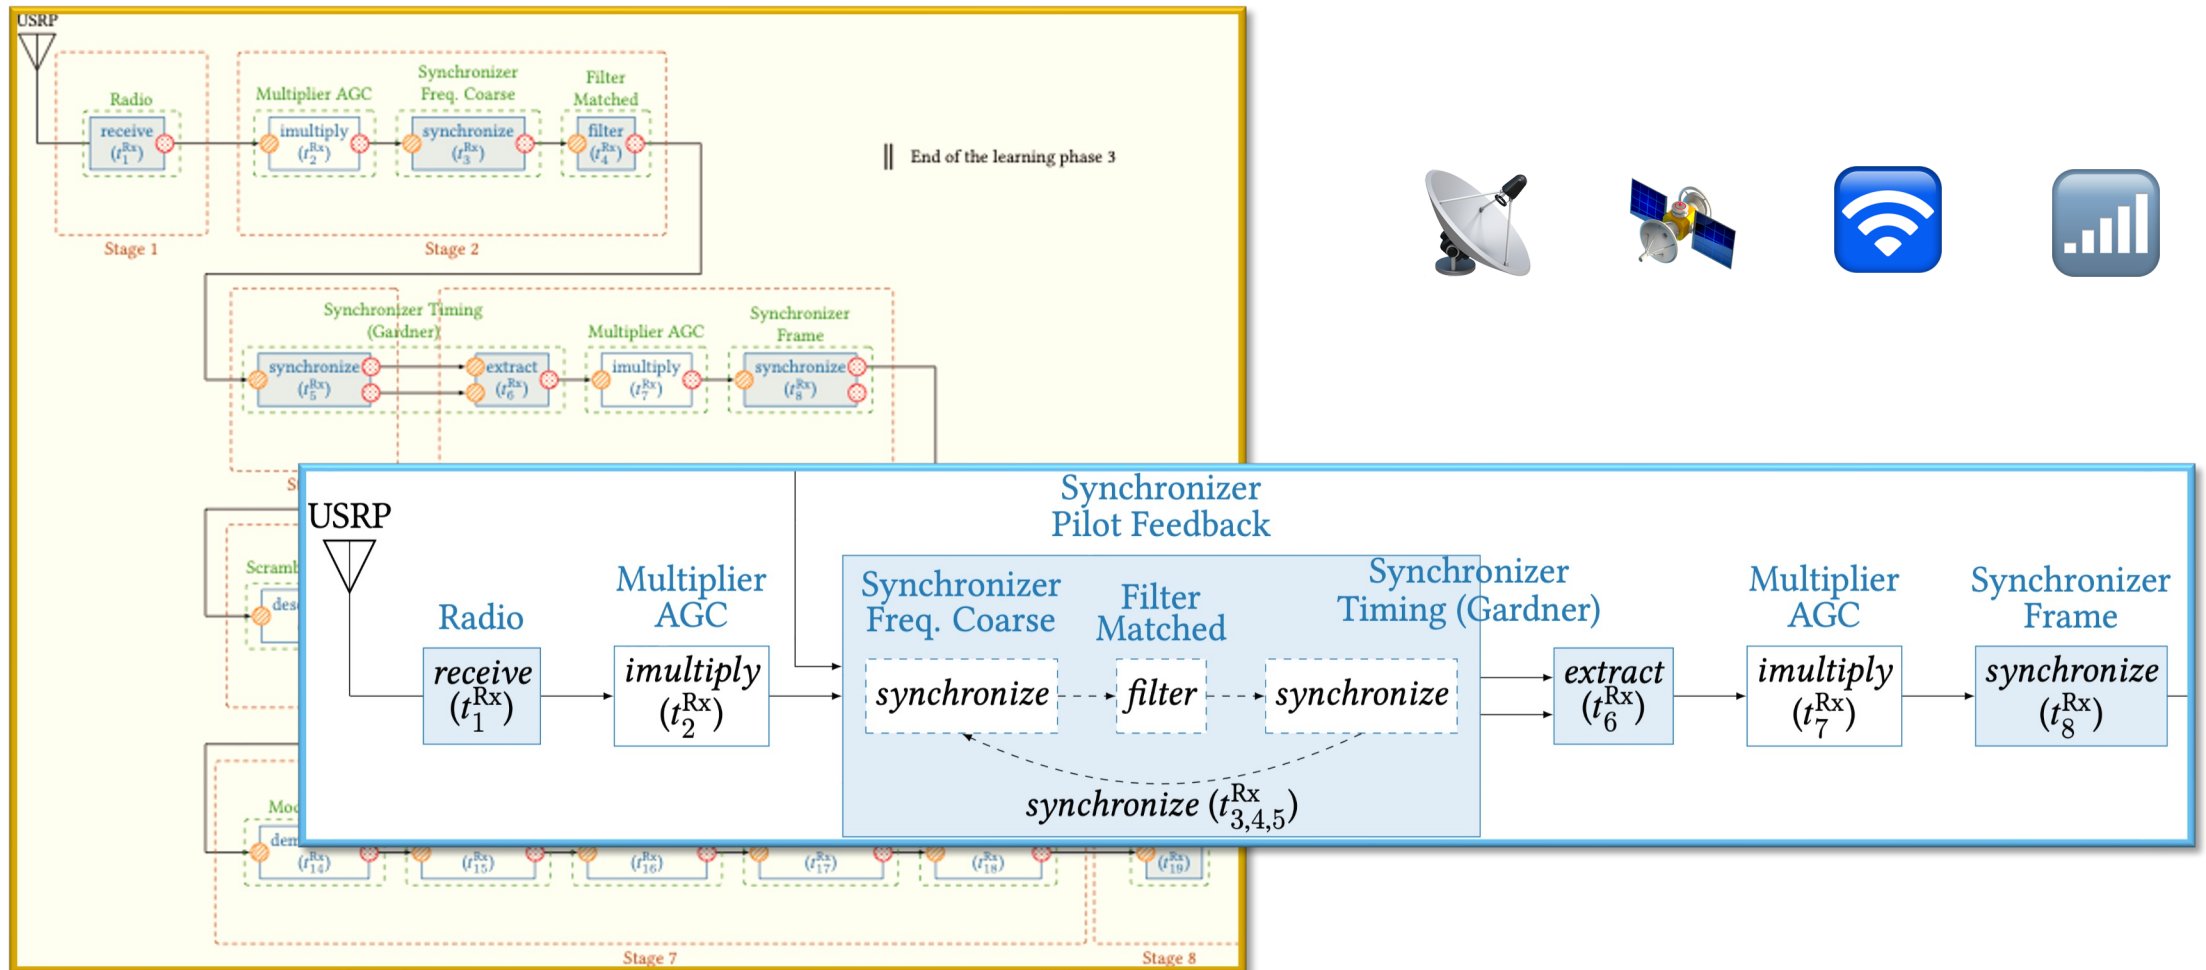 USRP
Radio
receive
(t₁ᴿˣ)
Stage 1
Multiplier AGC
imultiply
(t₂ᴿˣ)
Synchronizer
Freq. Coarse
synchronize
(t₃ᴿˣ)
Filter
Matched
filter
(t₄ᴿˣ)
Stage 2
|| End of the learning phase 3
Synchronizer Timing
(Gardner)
synchronize
(t₅ᴿˣ)
extract
(t₆ᴿˣ)
Multiplier AGC
imultiply
(t₇ᴿˣ)
Synchronizer
Frame
synchronize
(t₈ᴿˣ)
(t₁₄ᴿˣ)
(t₁₅ᴿˣ)
(t₁₆ᴿˣ)
(t₁₇ᴿˣ)
(t₁₈ᴿˣ)
(t₁₉ᴿˣ)
Stage 7
Stage 8
USRP
Radio
receive
(t₁ᴿˣ)
Multiplier
AGC
imultiply
(t₂ᴿˣ)
Synchronizer
Pilot Feedback
Synchronizer
Freq. Coarse
synchronize
Filter
Matched
filter
Synchronizer
Timing (Gardner)
synchronize
synchronize (t₃,₄,₅ᴿˣ)
extract
(t₆ᴿˣ)
Multiplier
AGC
imultiply
(t₇ᴿˣ)
Synchronizer
Frame
synchronize
(t₈ᴿˣ)